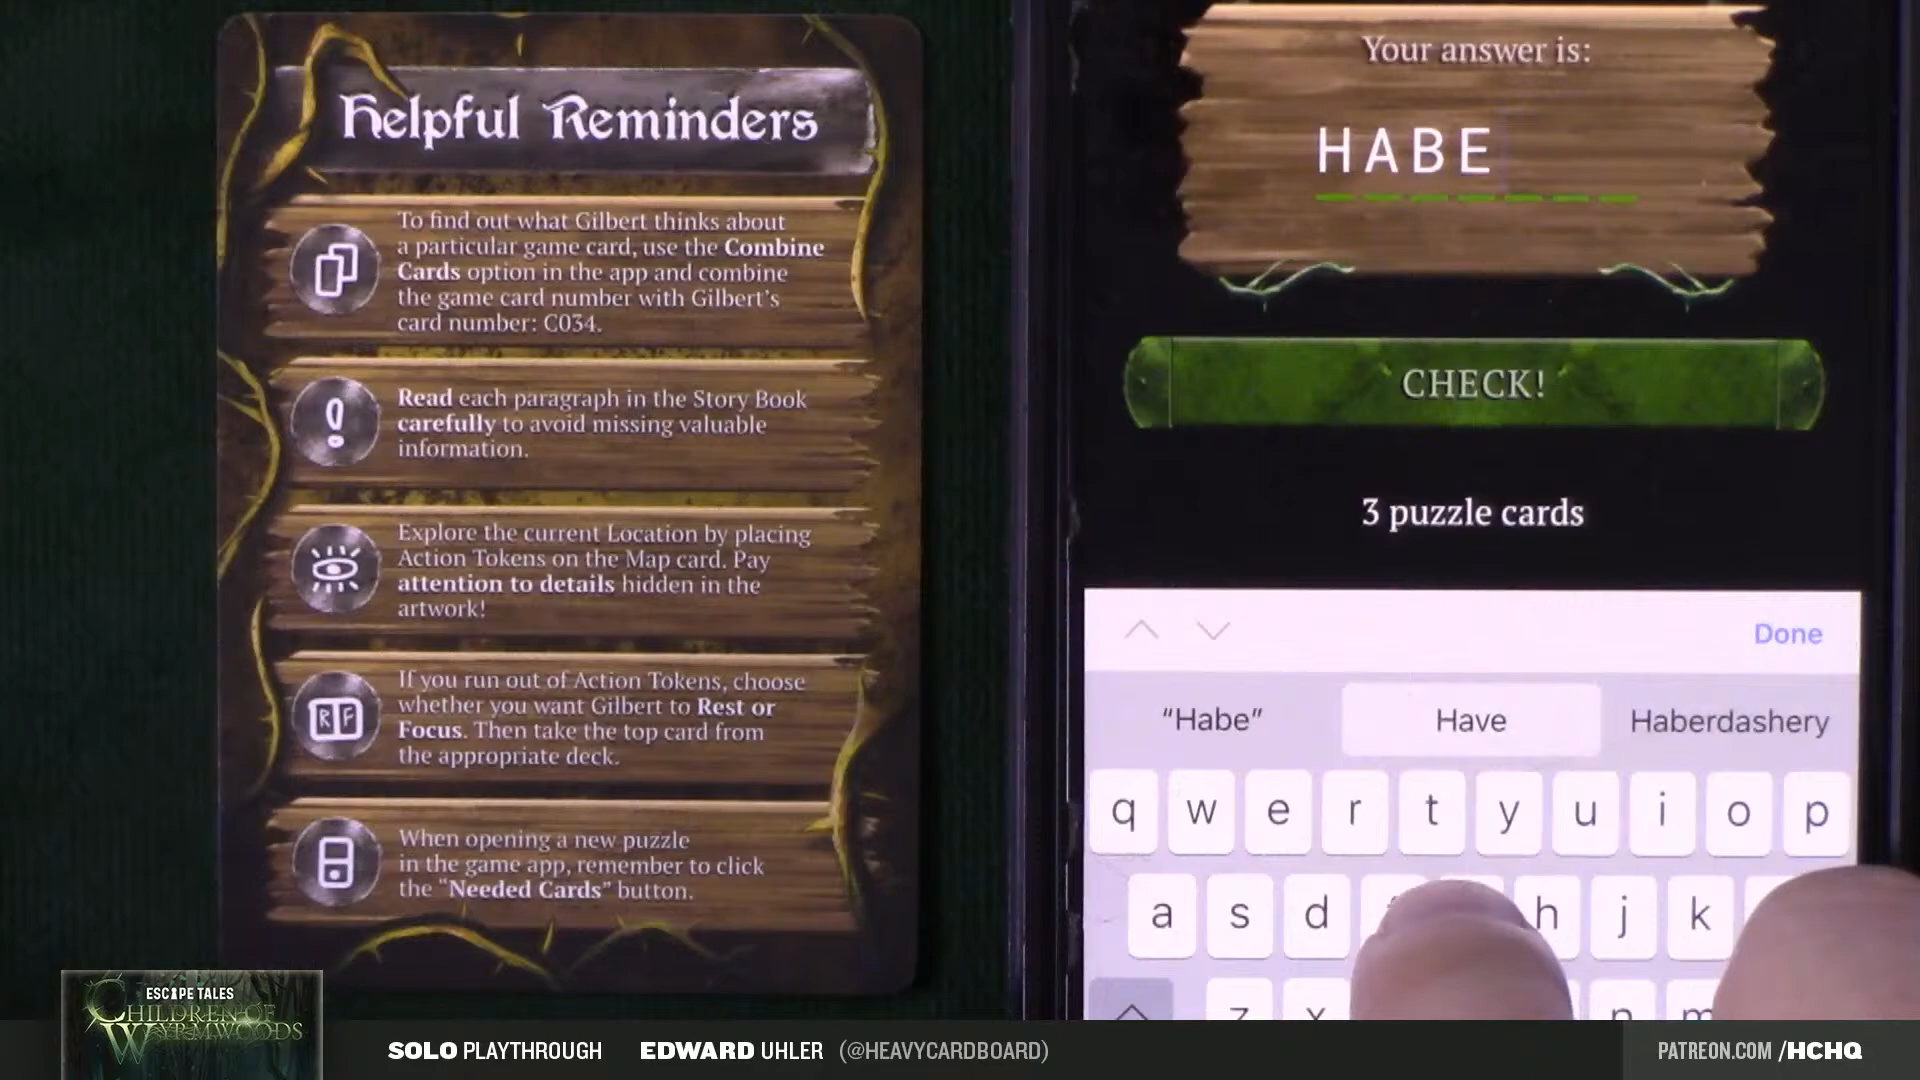 Helpful Reminders
To find out what Gilbert thinks about
a particular game card, use the Combine
Cards option in the app and combine
the game card number with Gilbert's
card number: C034.
Read each paragraph in the Story Book
carefully to avoid missing valuable
information.
Explore the current Location by placing
Action Tokens on the Map card. Pay
attention to details hidden in the
artwork!
R F
If you run out of Action Tokens, choose
whether you want Gilbert to Rest or
Focus. Then take the top card from
the appropriate deck.
When opening a new puzzle
in the game app, remember to click
the “Needed Cards” button.
Your answer is:
HABE
CHECK!
3 puzzle cards
Done
“Habe” Have Haberdashery
q w e r t y u i o p
a s d h j k
z x n m
ESCAPE TALES
CHILDREN OF
WYRMWOODS
SOLO PLAYTHROUGH EDWARD UHLER (@HEAVYCARDBOARD)
PATREON.COM /HCHQ